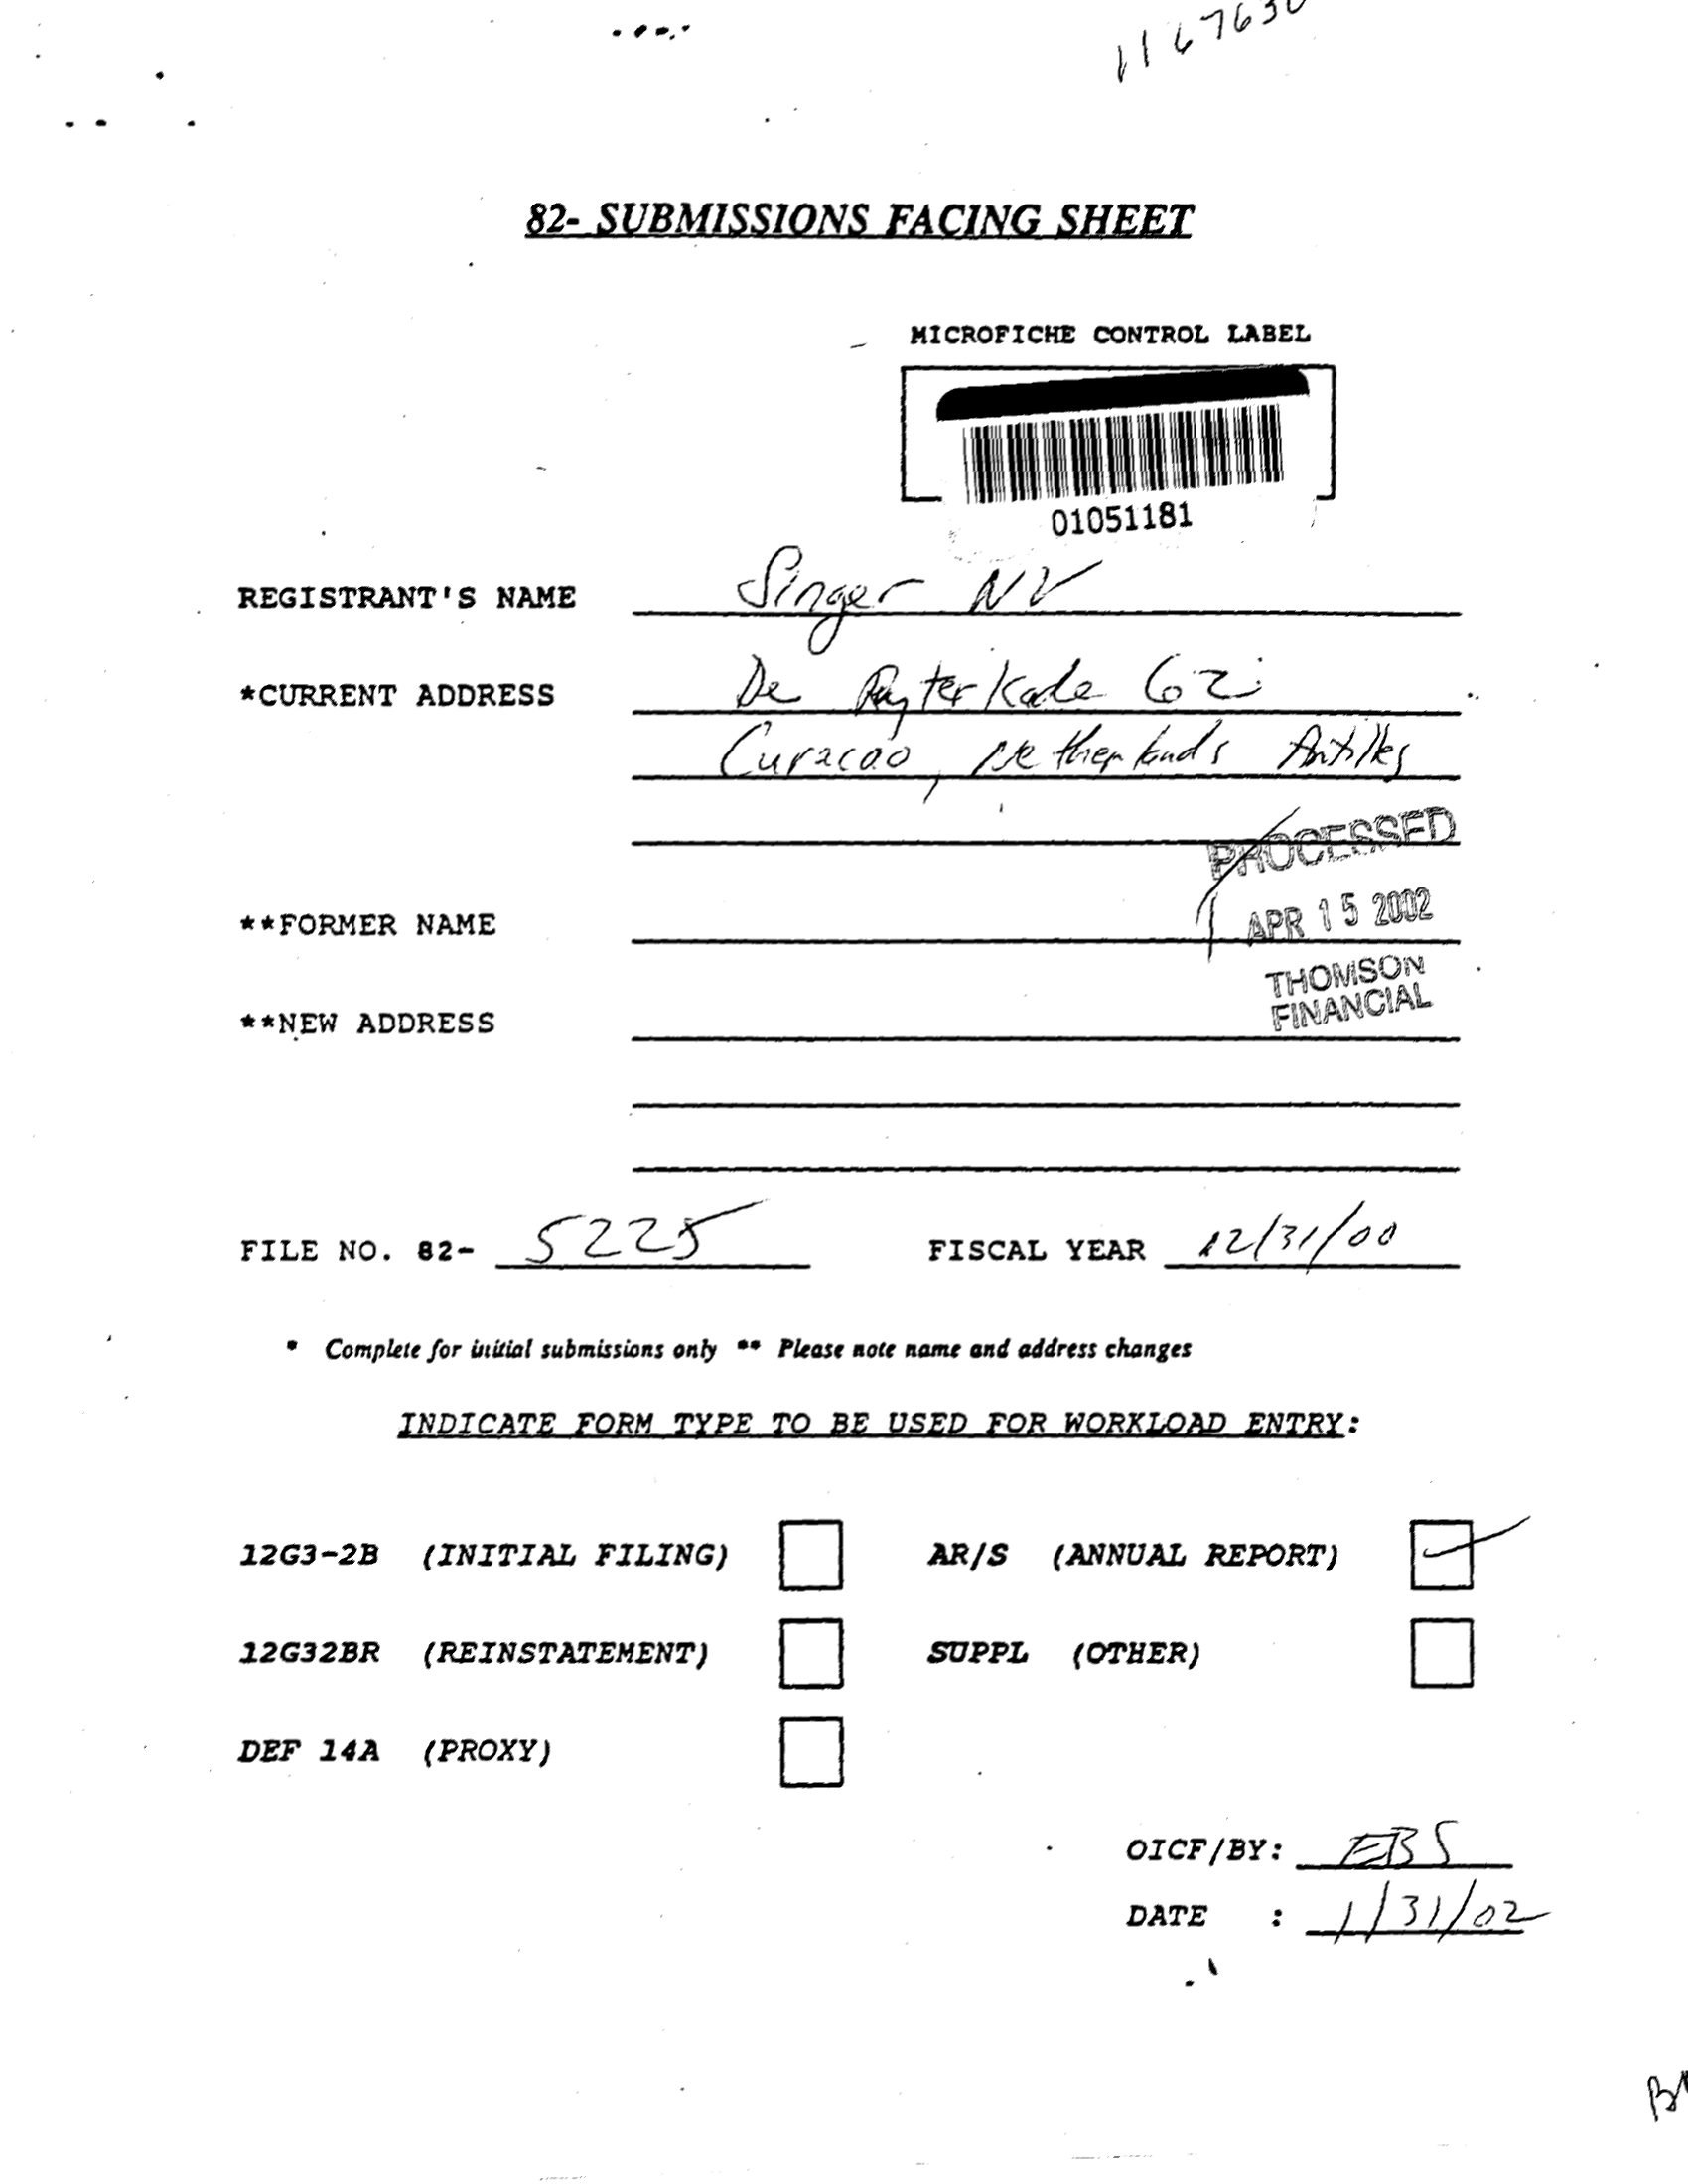 82- SUBMISSIONS FACING SHEET
MICROFICHE CONTROL LABEL
01051181
REGISTRANT'S NAME Singer NV
*CURRENT ADDRESS De Ruyterkade 62
Curacao, Netherlands Antilles
PROCESSED
APR 15 2002
**FORMER NAME
THOMSON
FINANCIAL
**NEW ADDRESS
FILE NO. 82- 5225 FISCAL YEAR 12/31/00
* Complete for initial submissions only ** Please note name and address changes
INDICATE FORM TYPE TO BE USED FOR WORKLOAD ENTRY:
12G3-2B (INITIAL FILING) AR/S (ANNUAL REPORT)
12G32BR (REINSTATEMENT) SUPPL (OTHER)
DEF 14A (PROXY)
OICF/BY: EBS
DATE : 1/31/02